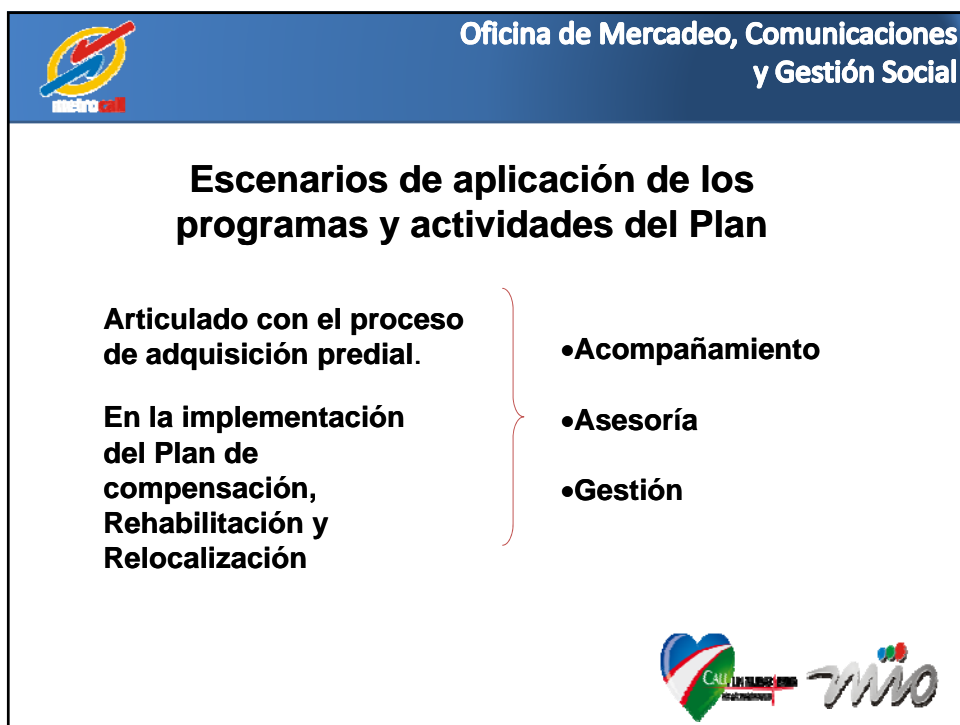 Oficina de Mercadeo, Comunicaciones
y Gestión Social
metrocali
Escenarios de aplicación de los
programas y actividades del Plan
Articulado con el proceso
de adquisición predial.
En la implementación
del Plan de
compensación,
Rehabilitación y
Relocalización
•Acompañamiento
•Asesoría
•Gestión
CALI
mio